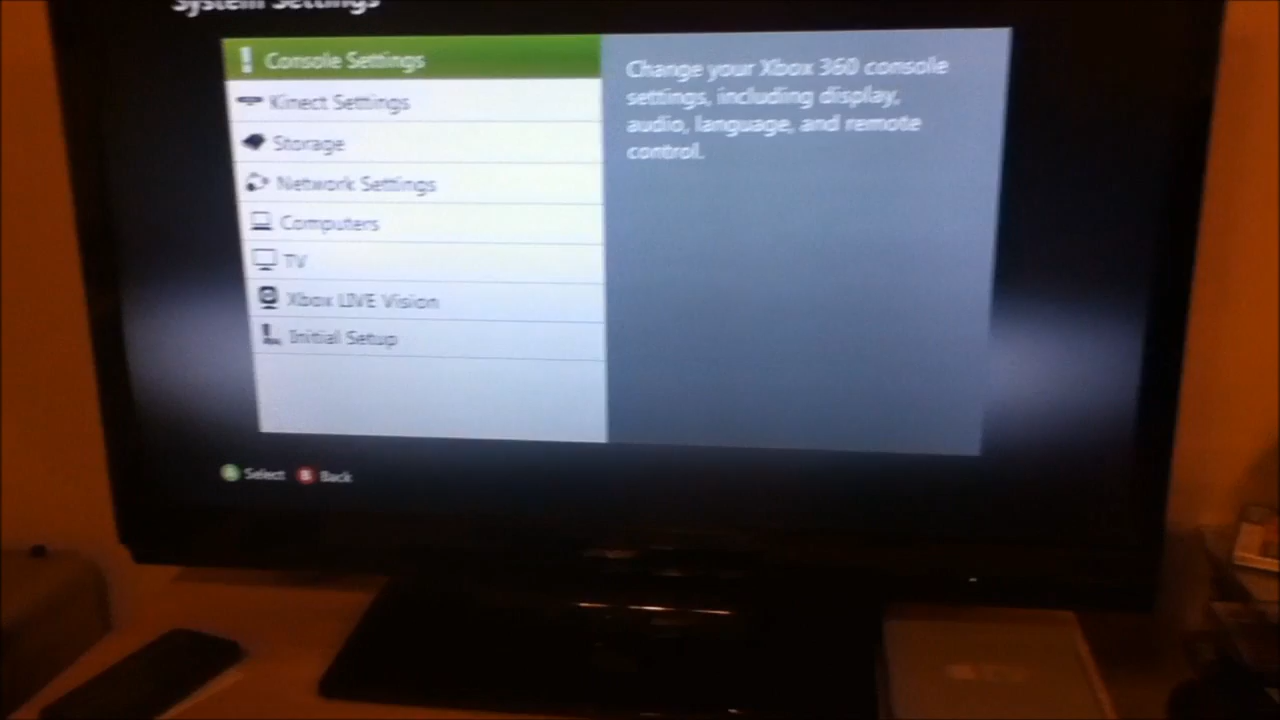 System Settings
Console Settings
Kinect Settings
Storage
Network Settings
Computers
TV
Xbox LIVE Vision
Initial Setup
Change your Xbox 360 console
settings, including display,
audio, language, and remote
control.
A Select B Back